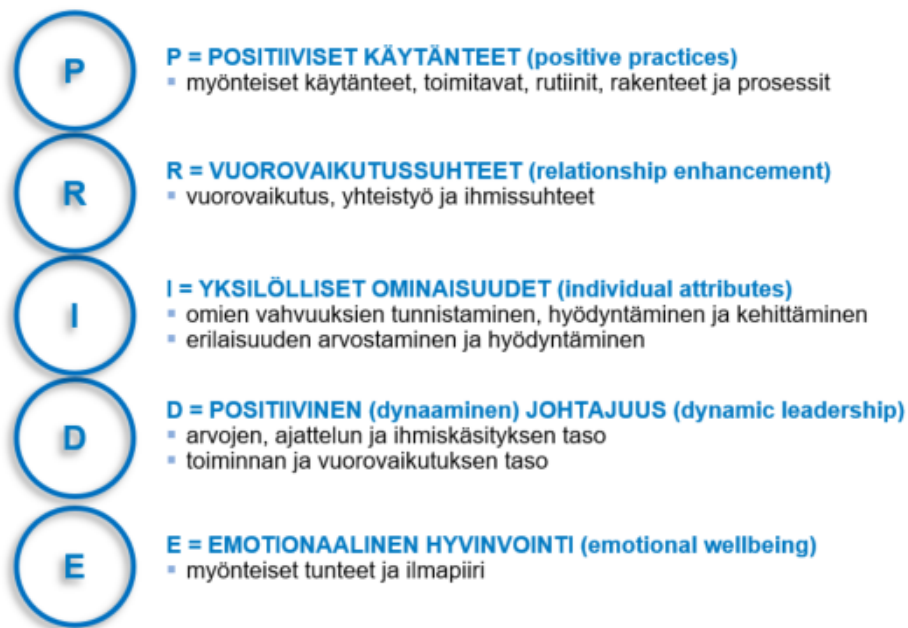 P
P = POSITIIVISET KÄYTÄNTEET (positive practices)
▪ myönteiset käytänteet, toimitavat, rutiinit, rakenteet ja prosessit
R
R = VUOROVAIKUTUSSUHTEET (relationship enhancement)
▪ vuorovaikutus, yhteistyö ja ihmissuhteet
I
I = YKSILÖLLISET OMINAISUUDET (individual attributes)
▪ omien vahvuuksien tunnistaminen, hyödyntäminen ja kehittäminen
▪ erilaisuuden arvostaminen ja hyödyntäminen
D
D = POSITIIVINEN (dynaaminen) JOHTAJUUS (dynamic leadership)
▪ arvojen, ajattelun ja ihmiskäsityksen taso
▪ toiminnan ja vuorovaikutuksen taso
E
E = EMOTIONAALINEN HYVINVOINTI (emotional wellbeing)
▪ myönteiset tunteet ja ilmapiiri